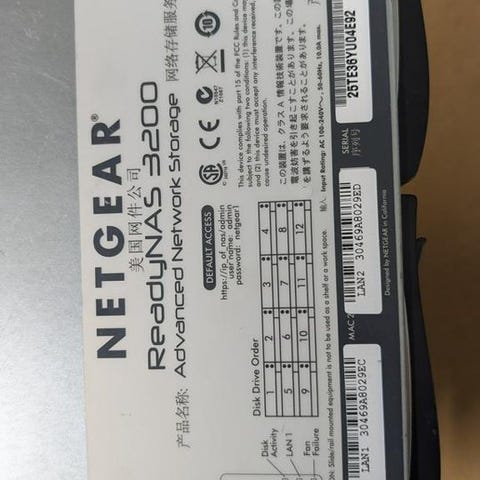 NETGEAR®
美国网件公司
ReadyNAS 3200
产品名称: Advanced Network Storage 网络存储服务
DEFAULT ACCESS
https://ip_of_nas/admin
user name: admin
password: netgear1
This device complies with part 15 of the FCC Rules and Ca
subject to the following two conditions: (1) this device may
and (2) this device must accept any interference received,
cause undesired operation.
この装置は、クラスA 情報技術装置です。この
電波妨害を引き起こすことがあります。この
を講ずるよう要求されることがあります。
输入: Input Rating: AC 100-240V~, 50-60Hz, 10.0A max.
Disk Drive Order
1 2 3 4
5 6 7 8
9 10 11 12
Disk
Activity
LAN 1
Fan
Failure
ON: Slide/rail mounted equipment is not to be used as a shelf or a work space.
SERIAL
序列号
25TE36YU04E92
MAC 2
LAN1 30469A8029EC
LAN2 30469A8029ED
Designed by NETGEAR in California
CE
10
N10947